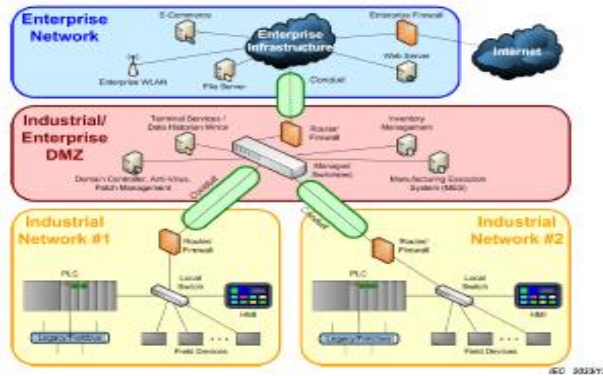 Enterprise
Network
E-Commerce
Enterprise
Infrastructure
Enterprise Firewall
Web Server
Internet
Enterprise WLAN
File Server
Conduit
Industrial/
Enterprise
DMZ
Terminal Services /
Data Historian Mirror
Router/
Firewall
Inventory
Management
Managed
Switch(es)
Domain Controller, Anti-Virus,
Patch Management
Manufacturing Execution
System (MES)
Conduit
Conduit
Industrial
Network #1
Router/
Firewall
PLC
Local
Switch
HMI
Legacy Fieldbus
Field Devices
Industrial
Network #2
Router/
Firewall
PLC
Local
Switch
HMI
Legacy Fieldbus
Field Devices
IEC